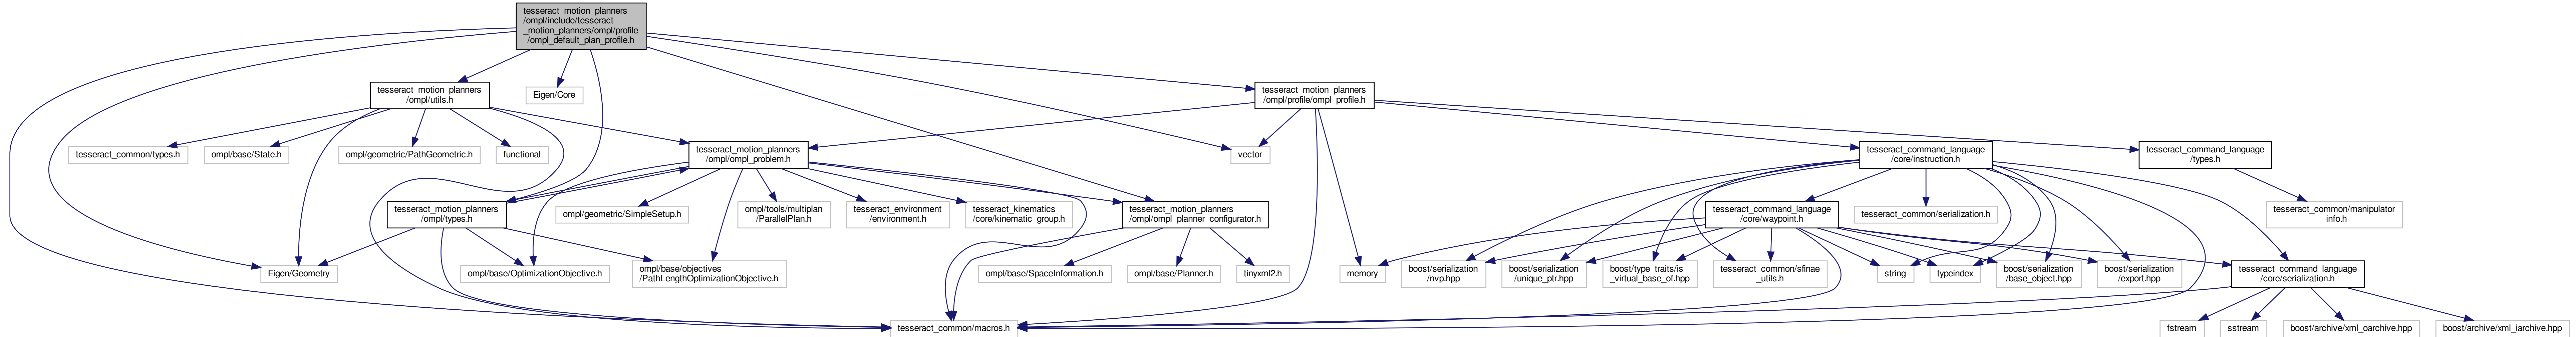 tesseract_motion_planners
/ompl/include/tesseract
_motion_planners/ompl/profile
/ompl_default_plan_profile.h
tesseract_motion_planners
/ompl/utils.h
Eigen/Core
tesseract_motion_planners
/ompl/profile/ompl_profile.h
tesseract_common/types.h
ompl/base/State.h
ompl/geometric/PathGeometric.h
functional
tesseract_motion_planners
/ompl/ompl_problem.h
vector
tesseract_command_language
/core/instruction.h
tesseract_command_language
/types.h
tesseract_motion_planners
/ompl/types.h
ompl/geometric/SimpleSetup.h
ompl/tools/multiplan
/ParallelPlan.h
tesseract_environment
/environment.h
tesseract_kinematics
/core/kinematic_group.h
tesseract_motion_planners
/ompl/ompl_planner_configurator.h
tesseract_command_language
/core/waypoint.h
tesseract_common/serialization.h
tesseract_common/manipulator
_info.h
Eigen/Geometry
ompl/base/OptimizationObjective.h
ompl/base/objectives
/PathLengthOptimizationObjective.h
ompl/base/SpaceInformation.h
ompl/base/Planner.h
tinyxml2.h
memory
boost/serialization
/nvp.hpp
boost/serialization
/unique_ptr.hpp
boost/type_traits/is
_virtual_base_of.hpp
tesseract_common/sfinae
_utils.h
string
typeindex
boost/serialization
/base_object.hpp
boost/serialization
/export.hpp
tesseract_command_language
/core/serialization.h
tesseract_common/macros.h
fstream
sstream
boost/archive/xml_oarchive.hpp
boost/archive/xml_iarchive.hpp